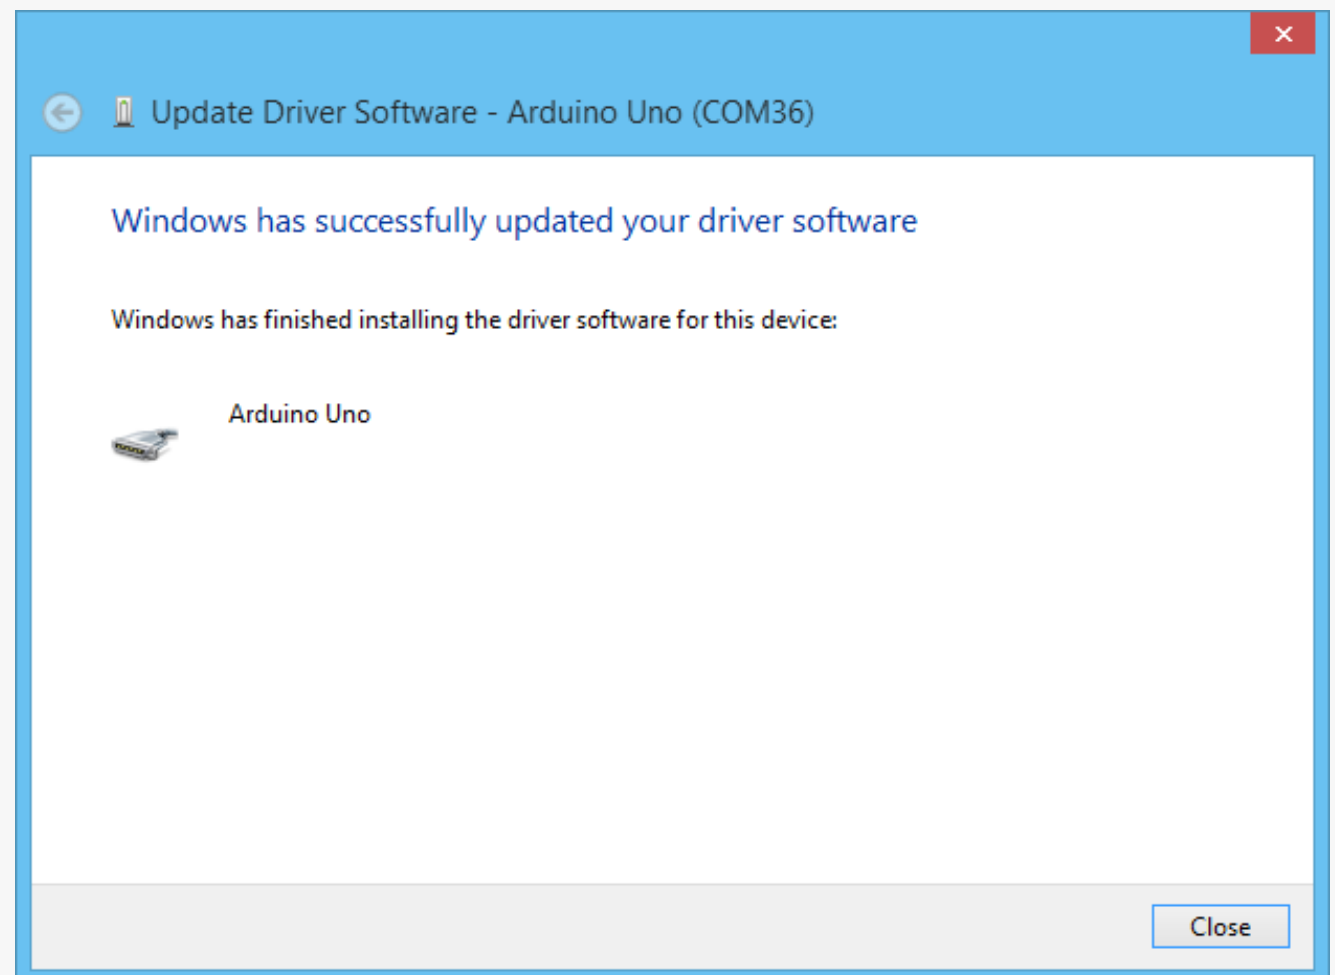 Update Driver Software - Arduino Uno (COM36)
Windows has successfully updated your driver software
Windows has finished installing the driver software for this device:
Arduino Uno
Close